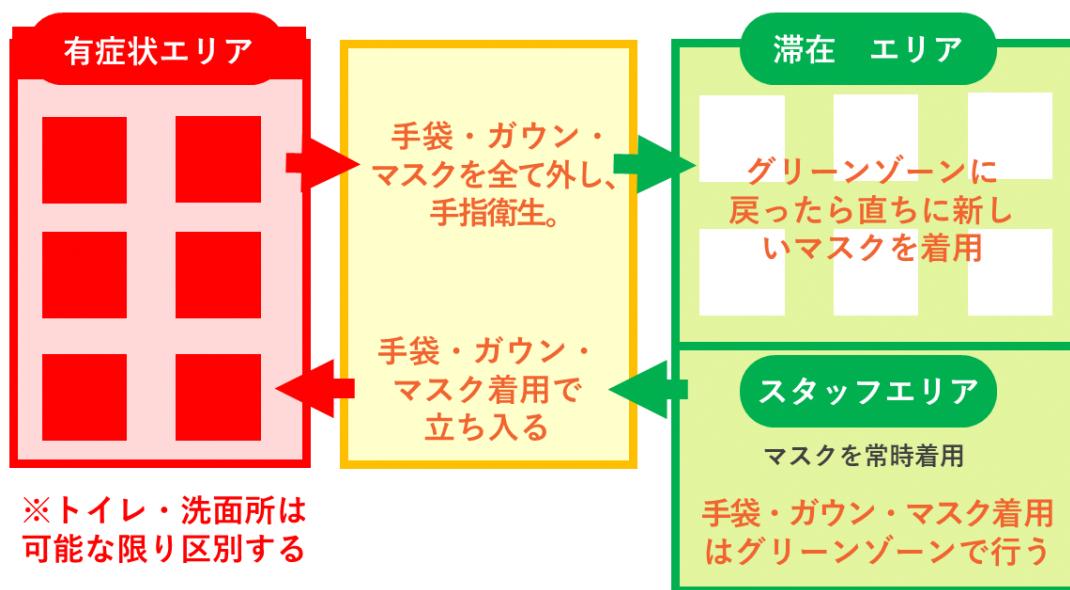 有症状エリア
手袋・ガウン・
マスクを全て外し、
手指衛生。
滞在　エリア
グリーンゾーンに
戻ったら直ちに新し
いマスクを着用
手袋・ガウン・
マスク着用で
立ち入る
スタッフエリア
マスクを常時着用
手袋・ガウン・マスク着用
はグリーンゾーンで行う
※トイレ・洗面所は
可能な限り区別する